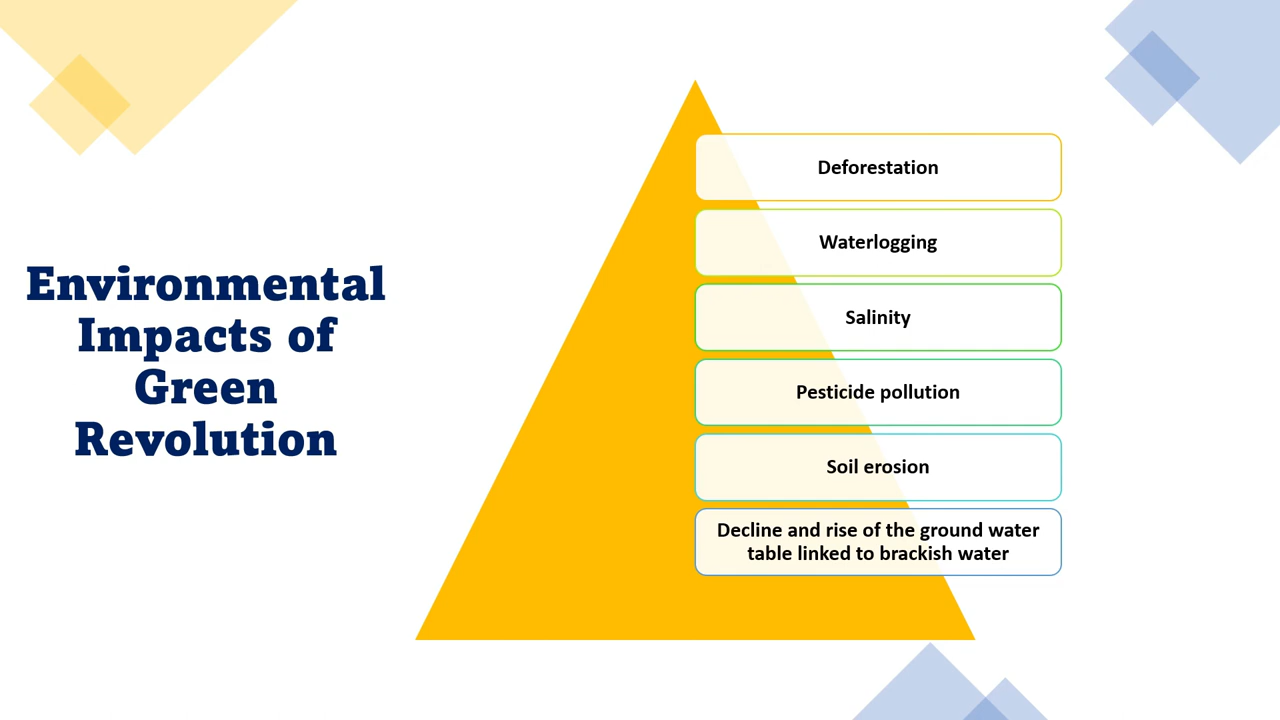 Environmental
Impacts of
Green
Revolution
Deforestation
Waterlogging
Salinity
Pesticide pollution
Soil erosion
Decline and rise of the ground water
table linked to brackish water